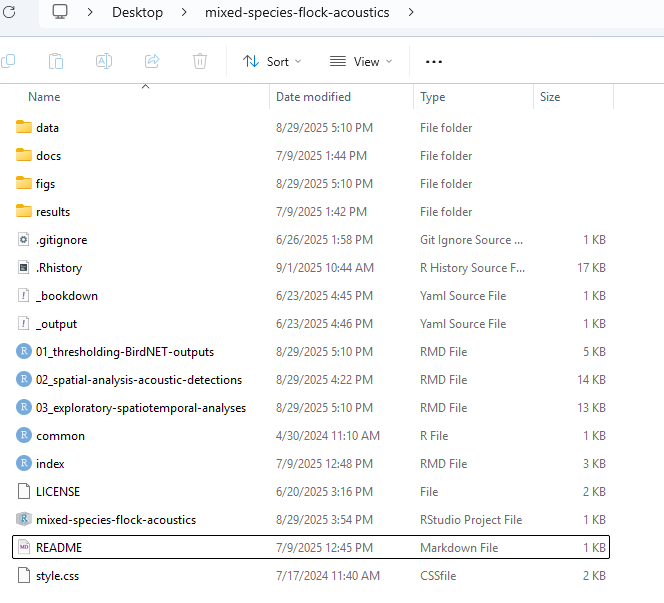 Desktop mixed-species-flock-acoustics
Sort View
Name Date modified Type Size
data 8/29/2025 5:10 PM File folder
docs 7/9/2025 1:44 PM File folder
figs 8/29/2025 5:10 PM File folder
results 7/9/2025 1:42 PM File folder
.gitignore 6/26/2025 1:58 PM Git Ignore Source ... 1 KB
.Rhistory 9/1/2025 10:44 AM R History Source F... 17 KB
_bookdown 6/23/2025 4:45 PM Yaml Source File 1 KB
_output 6/23/2025 4:46 PM Yaml Source File 1 KB
01_thresholding-BirdNET-outputs 8/29/2025 5:10 PM RMD File 5 KB
02_spatial-analysis-acoustic-detections 8/29/2025 4:22 PM RMD File 14 KB
03_exploratory-spatiotemporal-analyses 8/29/2025 5:10 PM RMD File 13 KB
common 4/30/2024 11:10 AM R File 1 KB
index 7/9/2025 12:48 PM RMD File 3 KB
LICENSE 6/20/2025 3:16 PM File 2 KB
mixed-species-flock-acoustics 8/29/2025 3:54 PM RStudio Project File 1 KB
README 7/9/2025 12:45 PM Markdown File 1 KB
style.css 7/17/2024 11:40 AM CSSfile 2 KB